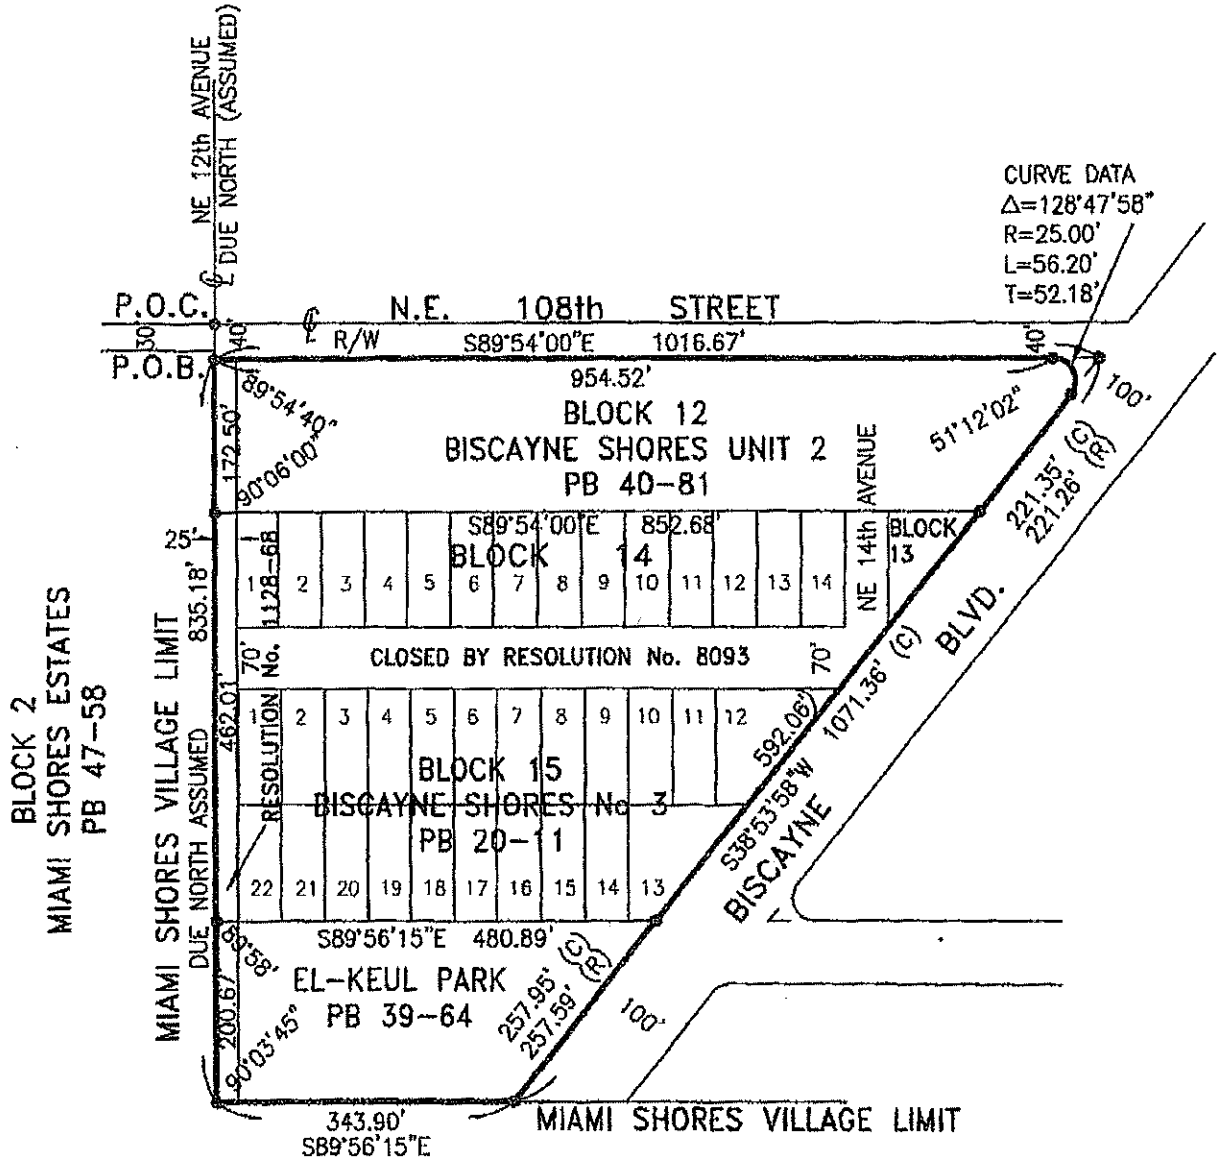 NE 12th AVENUE
℄ DUE NORTH (ASSUMED)
CURVE DATA
Δ=128°47'58"
R=25.00'
L=56.20'
T=52.18'
P.O.C.
30'
40'
℄
N.E. 108th STREET
R/W
S89°54'00"E 1016.67'
40'
P.O.B.
954.52'
89°54'40"
172.50'
90°06'00"
BLOCK 12
BISCAYNE SHORES UNIT 2
PB 40-81
51°12'02"
100'
221.35' (C)
221.26' (R)
NE 14th AVENUE
S89°54'00"E 852.68'
BLOCK 14
BLOCK
13
25'
835.18'
1 2 3 4 5 6 7 8 9 10 11 12 13 14
RESOLUTION No. 1128-68
70'
CLOSED BY RESOLUTION No. 8093
70'
462.01'
1 2 3 4 5 6 7 8 9 10 11 12
BLOCK 15
BISCAYNE SHORES No 3
PB 20-11
22 21 20 19 18 17 16 15 14 13
592.06'
1071.36' (C)
S38°53'58"W
BISCAYNE BLVD.
BLOCK 2
MIAMI SHORES ESTATES
PB 47-58
MIAMI SHORES VILLAGE LIMIT
DUE NORTH ASSUMED
S89°56'15"E 480.89'
89°58'
200.67'
90°03'45"
EL-KEUL PARK
PB 39-64
257.95' (C)
257.59' (R)
100'
343.90'
S89°56'15"E
MIAMI SHORES VILLAGE LIMIT